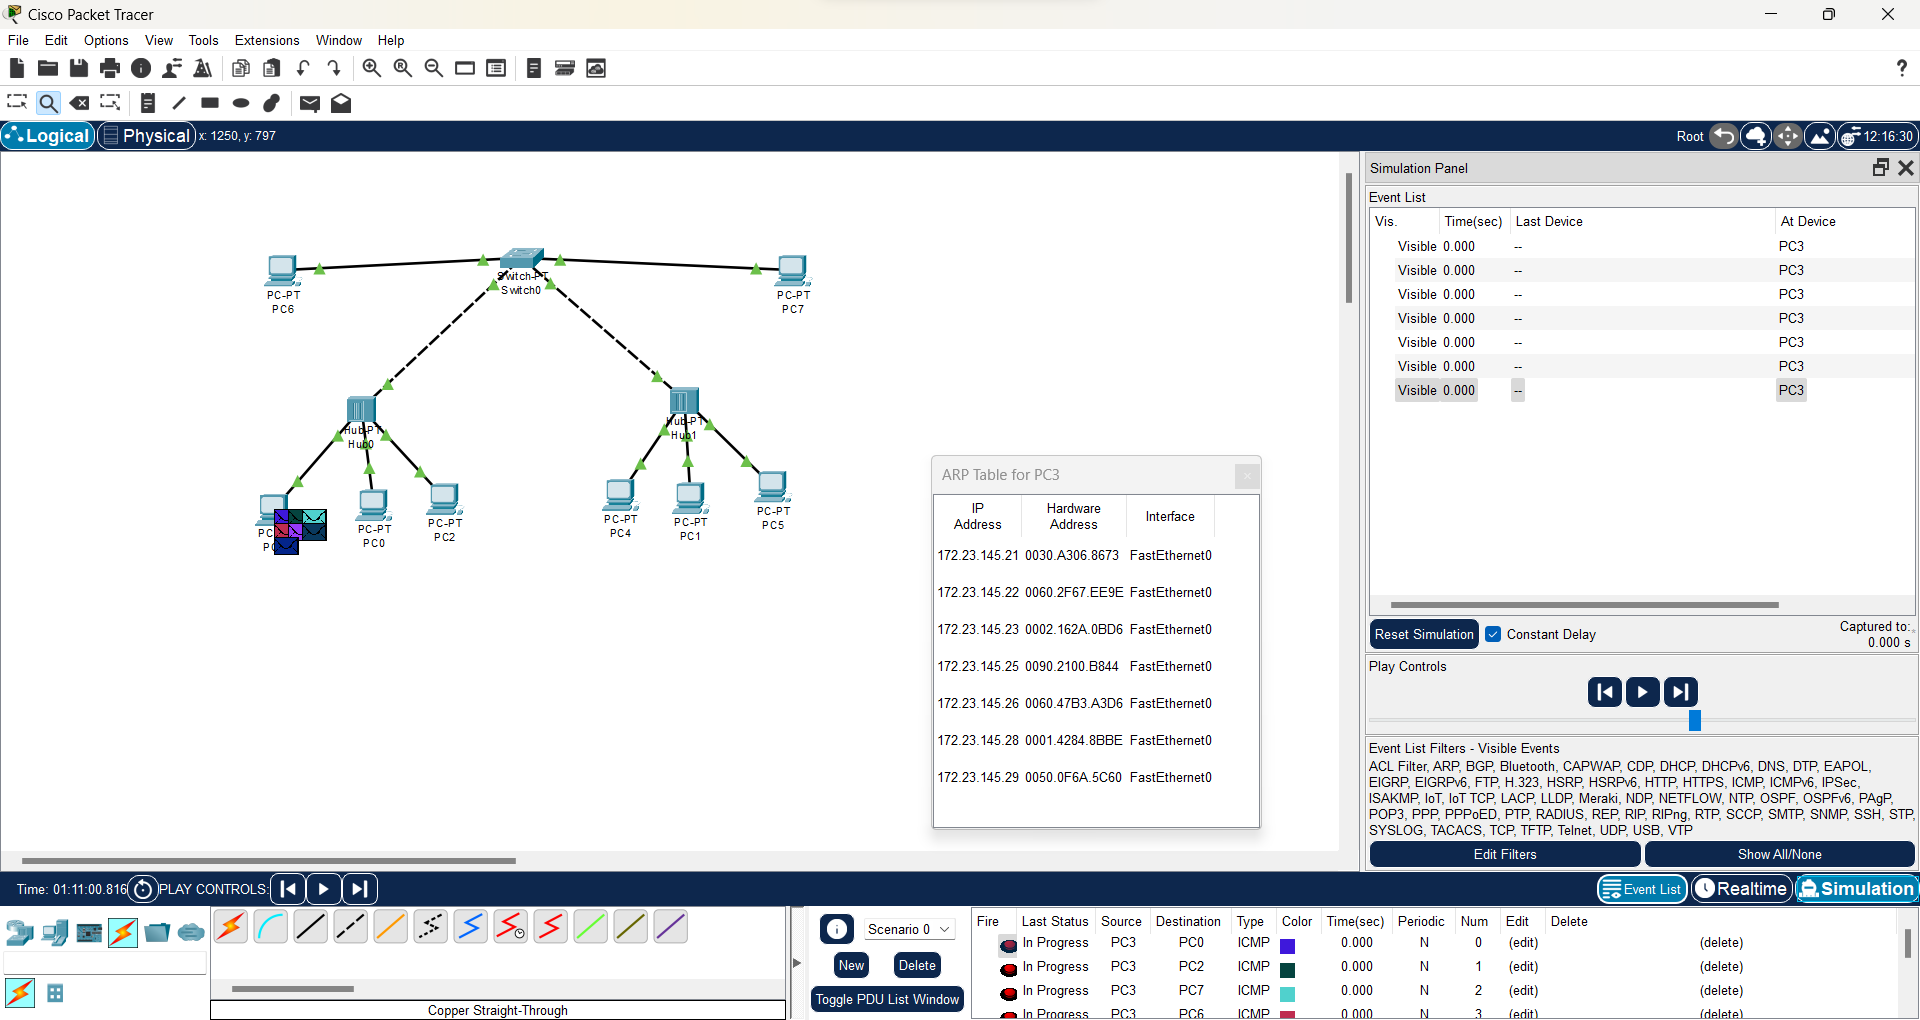 Cisco Packet Tracer
File Edit Options View Tools Extensions Window Help
?
Logical Physical x: 1250, y: 797 Root 12:16:30
Simulation Panel
Event List
Vis. Time(sec) Last Device At Device
Visible 0.000 -- PC3
Visible 0.000 -- PC3
Visible 0.000 -- PC3
Visible 0.000 -- PC3
Visible 0.000 -- PC3
Visible 0.000 -- PC3
Visible 0.000 -- PC3
Reset Simulation Constant Delay
Captured to:
0.000 s
Play Controls
Event List Filters - Visible Events
ACL Filter, ARP, BGP, Bluetooth, CAPWAP, CDP, DHCP, DHCPv6, DNS, DTP, EAPOL,
EIGRP, EIGRPv6, FTP, H.323, HSRP, HSRPv6, HTTP, HTTPS, ICMP, ICMPv6, IPSec,
ISAKMP, IoT, IoT TCP, LACP, LLDP, Meraki, NDP, NETFLOW, NTP, OSPF, OSPFv6, PAgP,
POP3, PPP, PPPoED, PTP, RADIUS, REP, RIP, RIPng, RTP, SCCP, SMTP, SNMP, SSH, STP,
SYSLOG, TACACS, TCP, TFTP, Telnet, UDP, USB, VTP
Edit Filters Show All/None
PC-PT
PC6
Switch-PT
Switch0
PC-PT
PC7
Hub-PT
Hub0
Hub-PT
Hub1
PC-PT
PC0
PC-PT
PC2
PC-PT
PC4
PC-PT
PC1
PC-PT
PC5
ARP Table for PC3
IP Address Hardware Address Interface
172.23.145.21 0030.A306.8673 FastEthernet0
172.23.145.22 0060.2F67.EE9E FastEthernet0
172.23.145.23 0002.162A.0BD6 FastEthernet0
172.23.145.25 0090.2100.B844 FastEthernet0
172.23.145.26 0060.47B3.A3D6 FastEthernet0
172.23.145.28 0001.4284.8BBE FastEthernet0
172.23.145.29 0050.0F6A.5C60 FastEthernet0
Time: 01:11:00.816 PLAY CONTROLS:
Event List Realtime Simulation
Copper Straight-Through
Scenario 0
New Delete
Toggle PDU List Window
Fire Last Status Source Destination Type Color Time(sec) Periodic Num Edit Delete
In Progress PC3 PC0 ICMP 0.000 N 0 (edit) (delete)
In Progress PC3 PC2 ICMP 0.000 N 1 (edit) (delete)
In Progress PC3 PC7 ICMP 0.000 N 2 (edit) (delete)
In Progress PC3 PC6 ICMP 0.000 N 3 (edit) (delete)